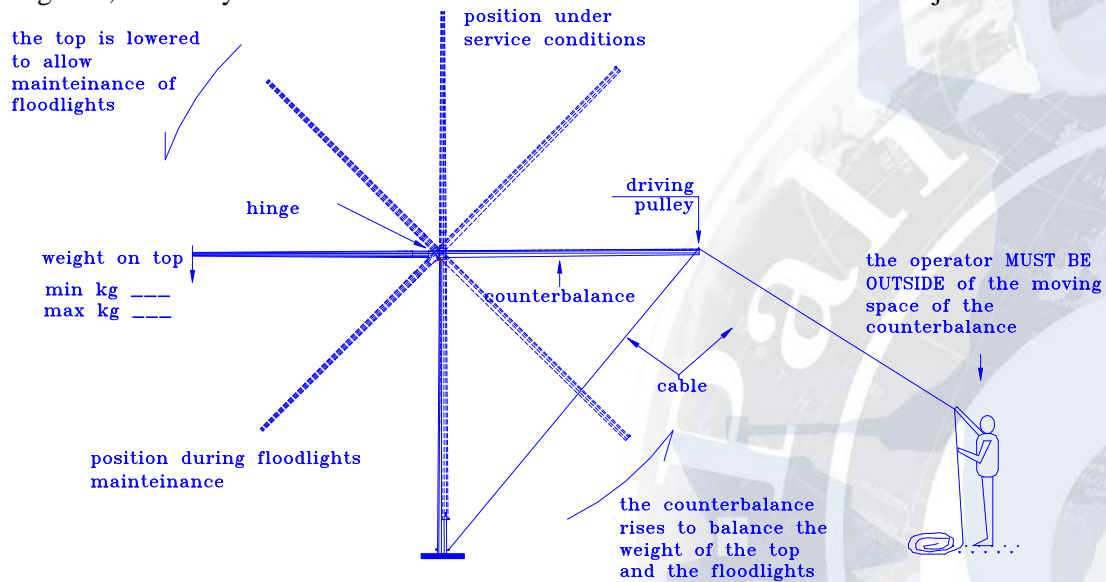 position under
service conditions
the top is lowered
to allow
mainteinance of
floodlights
driving
pulley
hinge
weight on top
min kg ___
max kg ___
counterbalance
the operator MUST BE
OUTSIDE of the moving
space of the
counterbalance
cable
position during floodlights
mainteinance
the counterbalance
rises to balance the
weight of the top
and the floodlights
Pali